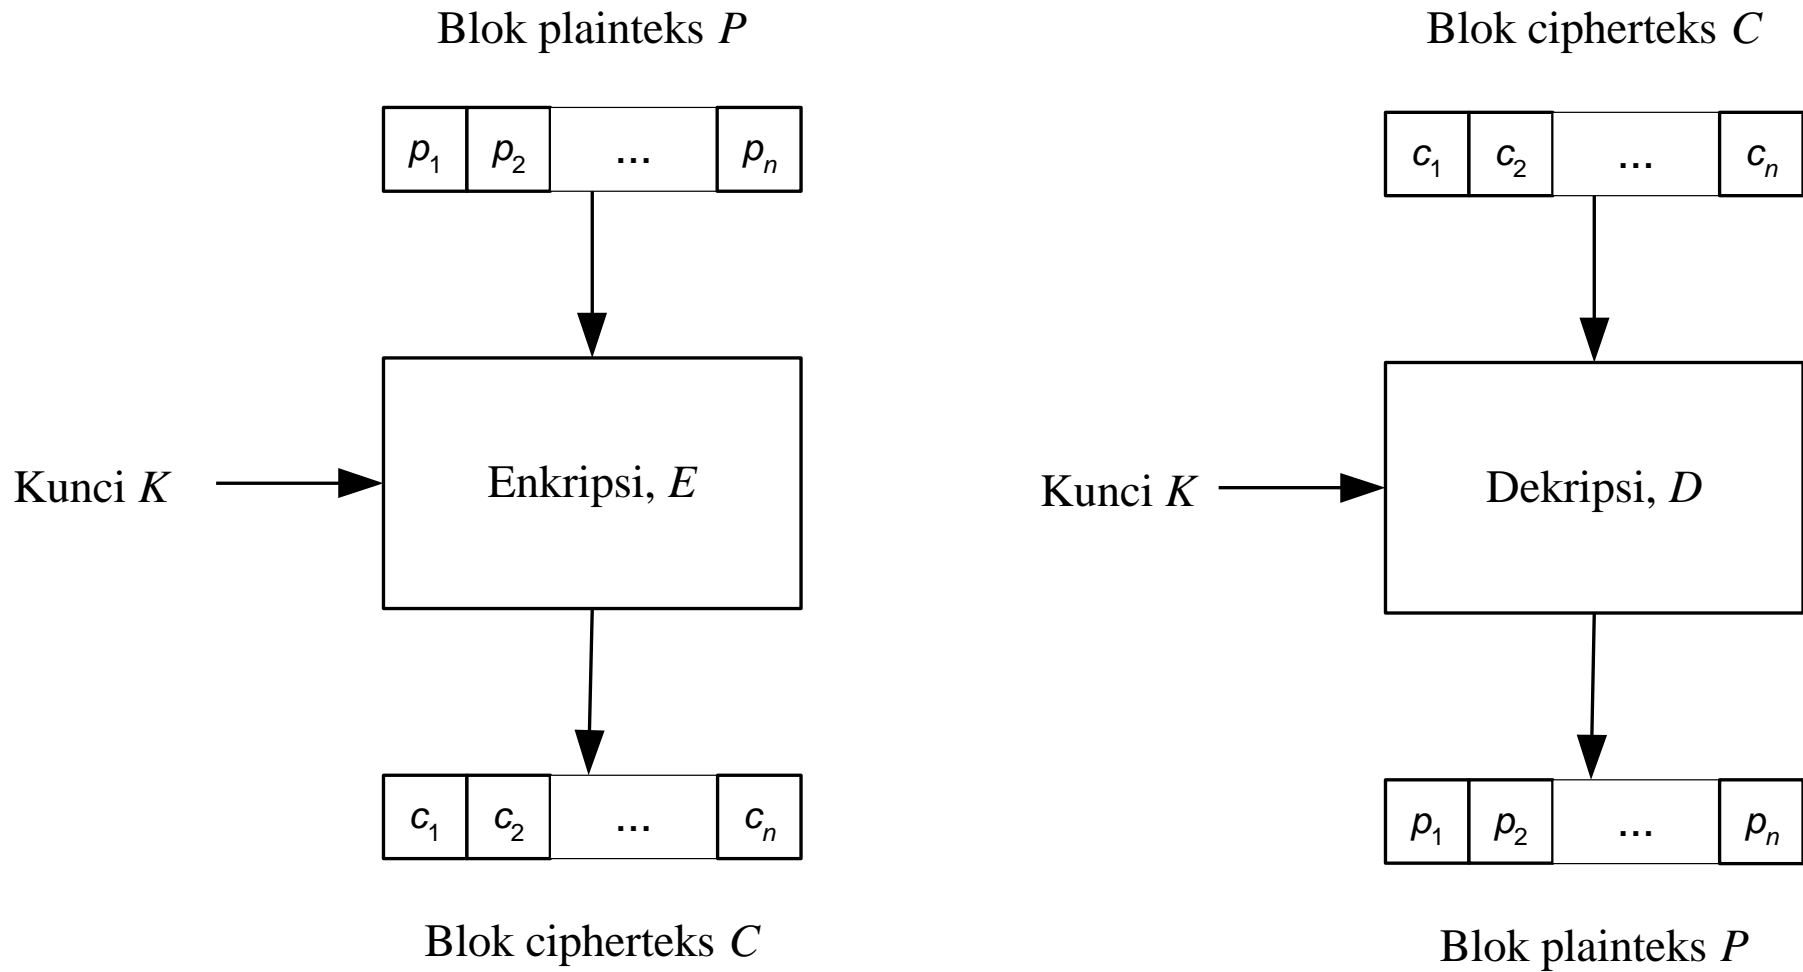 Blok plainteks P
p1 p2 ... pn
Kunci K
Enkripsi, E
c1 c2 ... cn
Blok cipherteks C
Blok cipherteks C
c1 c2 ... cn
Kunci K
Dekripsi, D
p1 p2 ... pn
Blok plainteks P